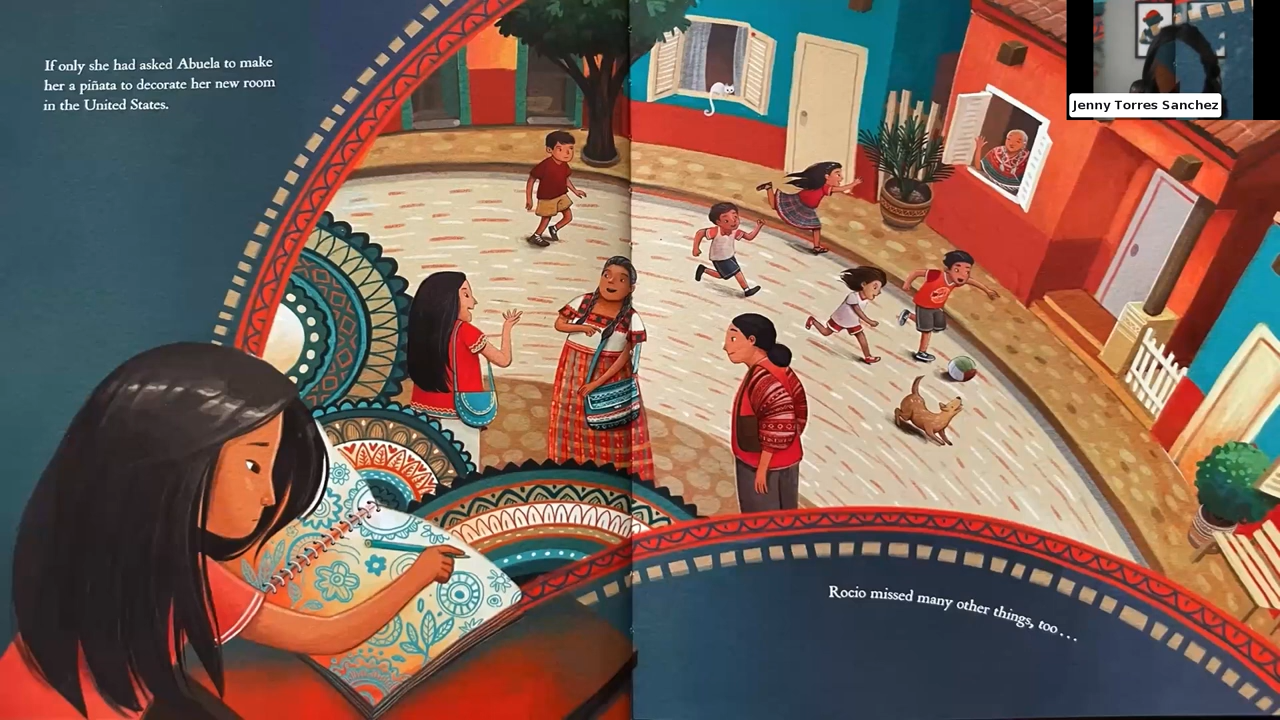 If only she had asked Abuela to make
her a piñata to decorate her new room
in the United States.
Jenny Torres Sanchez
Rocio missed many other things, too . . .